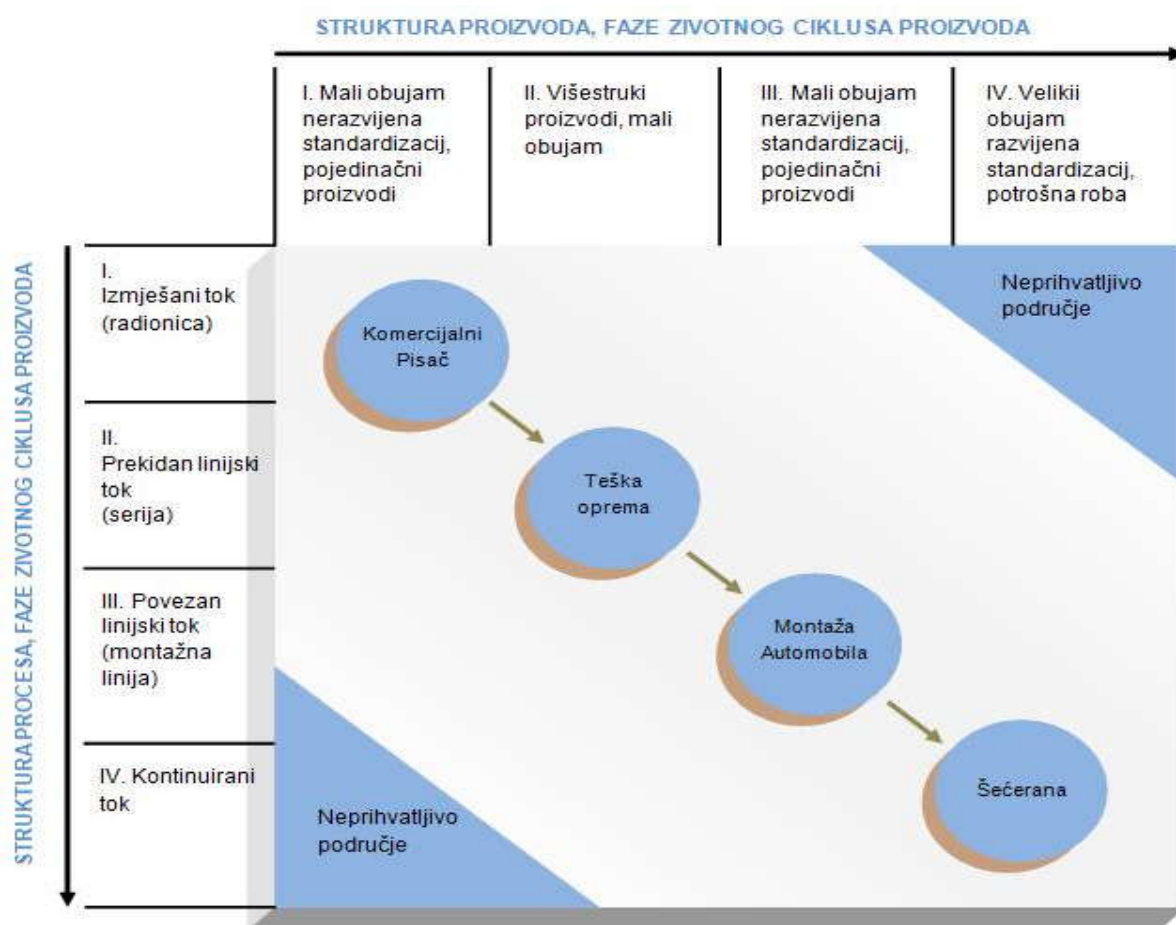 STRUKTURA PROIZVODA, FAZE ZIVOTNOG CIKLUSA PROIZVODA
I. Mali obujam
nerazvijena
standardizacij,
pojedinačni
proizvodi
II. Višestruki
proizvodi, mali
obujam
III. Mali obujam
nerazvijena
standardizacij,
pojedinačni
proizvodi
IV. Velikii
obujam
razvijena
standardizacij,
potrošna roba
STRUKTURA PROCESA, FAZE ZIVOTNOG CIKLUSA PROIZVODA
I.
Izmješani tok
(radionica)
II.
Prekidan linijski
tok
(serija)
III. Povezan
linijski tok
(montažna
linija)
IV. Kontinuirani
tok
Neprihvatljivo
područje
Komercijalni
Pisač
Teška
oprema
Montaža
Automobila
Šećerana
Neprihvatljivo
područje